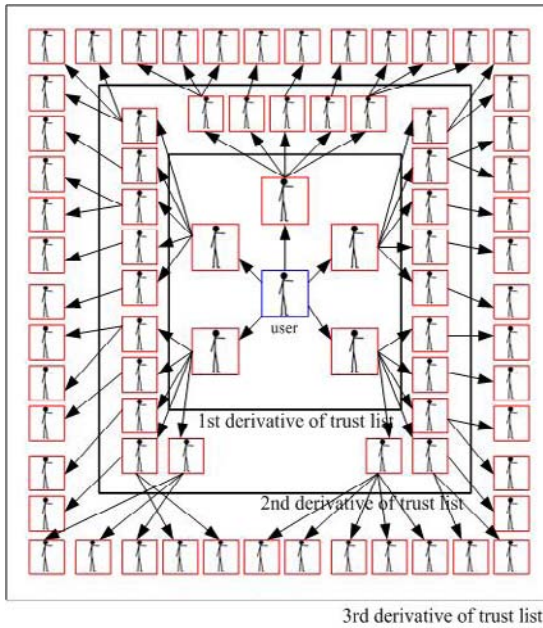 user
1st derivative of trust list
2nd derivative of trust list
3rd derivative of trust list